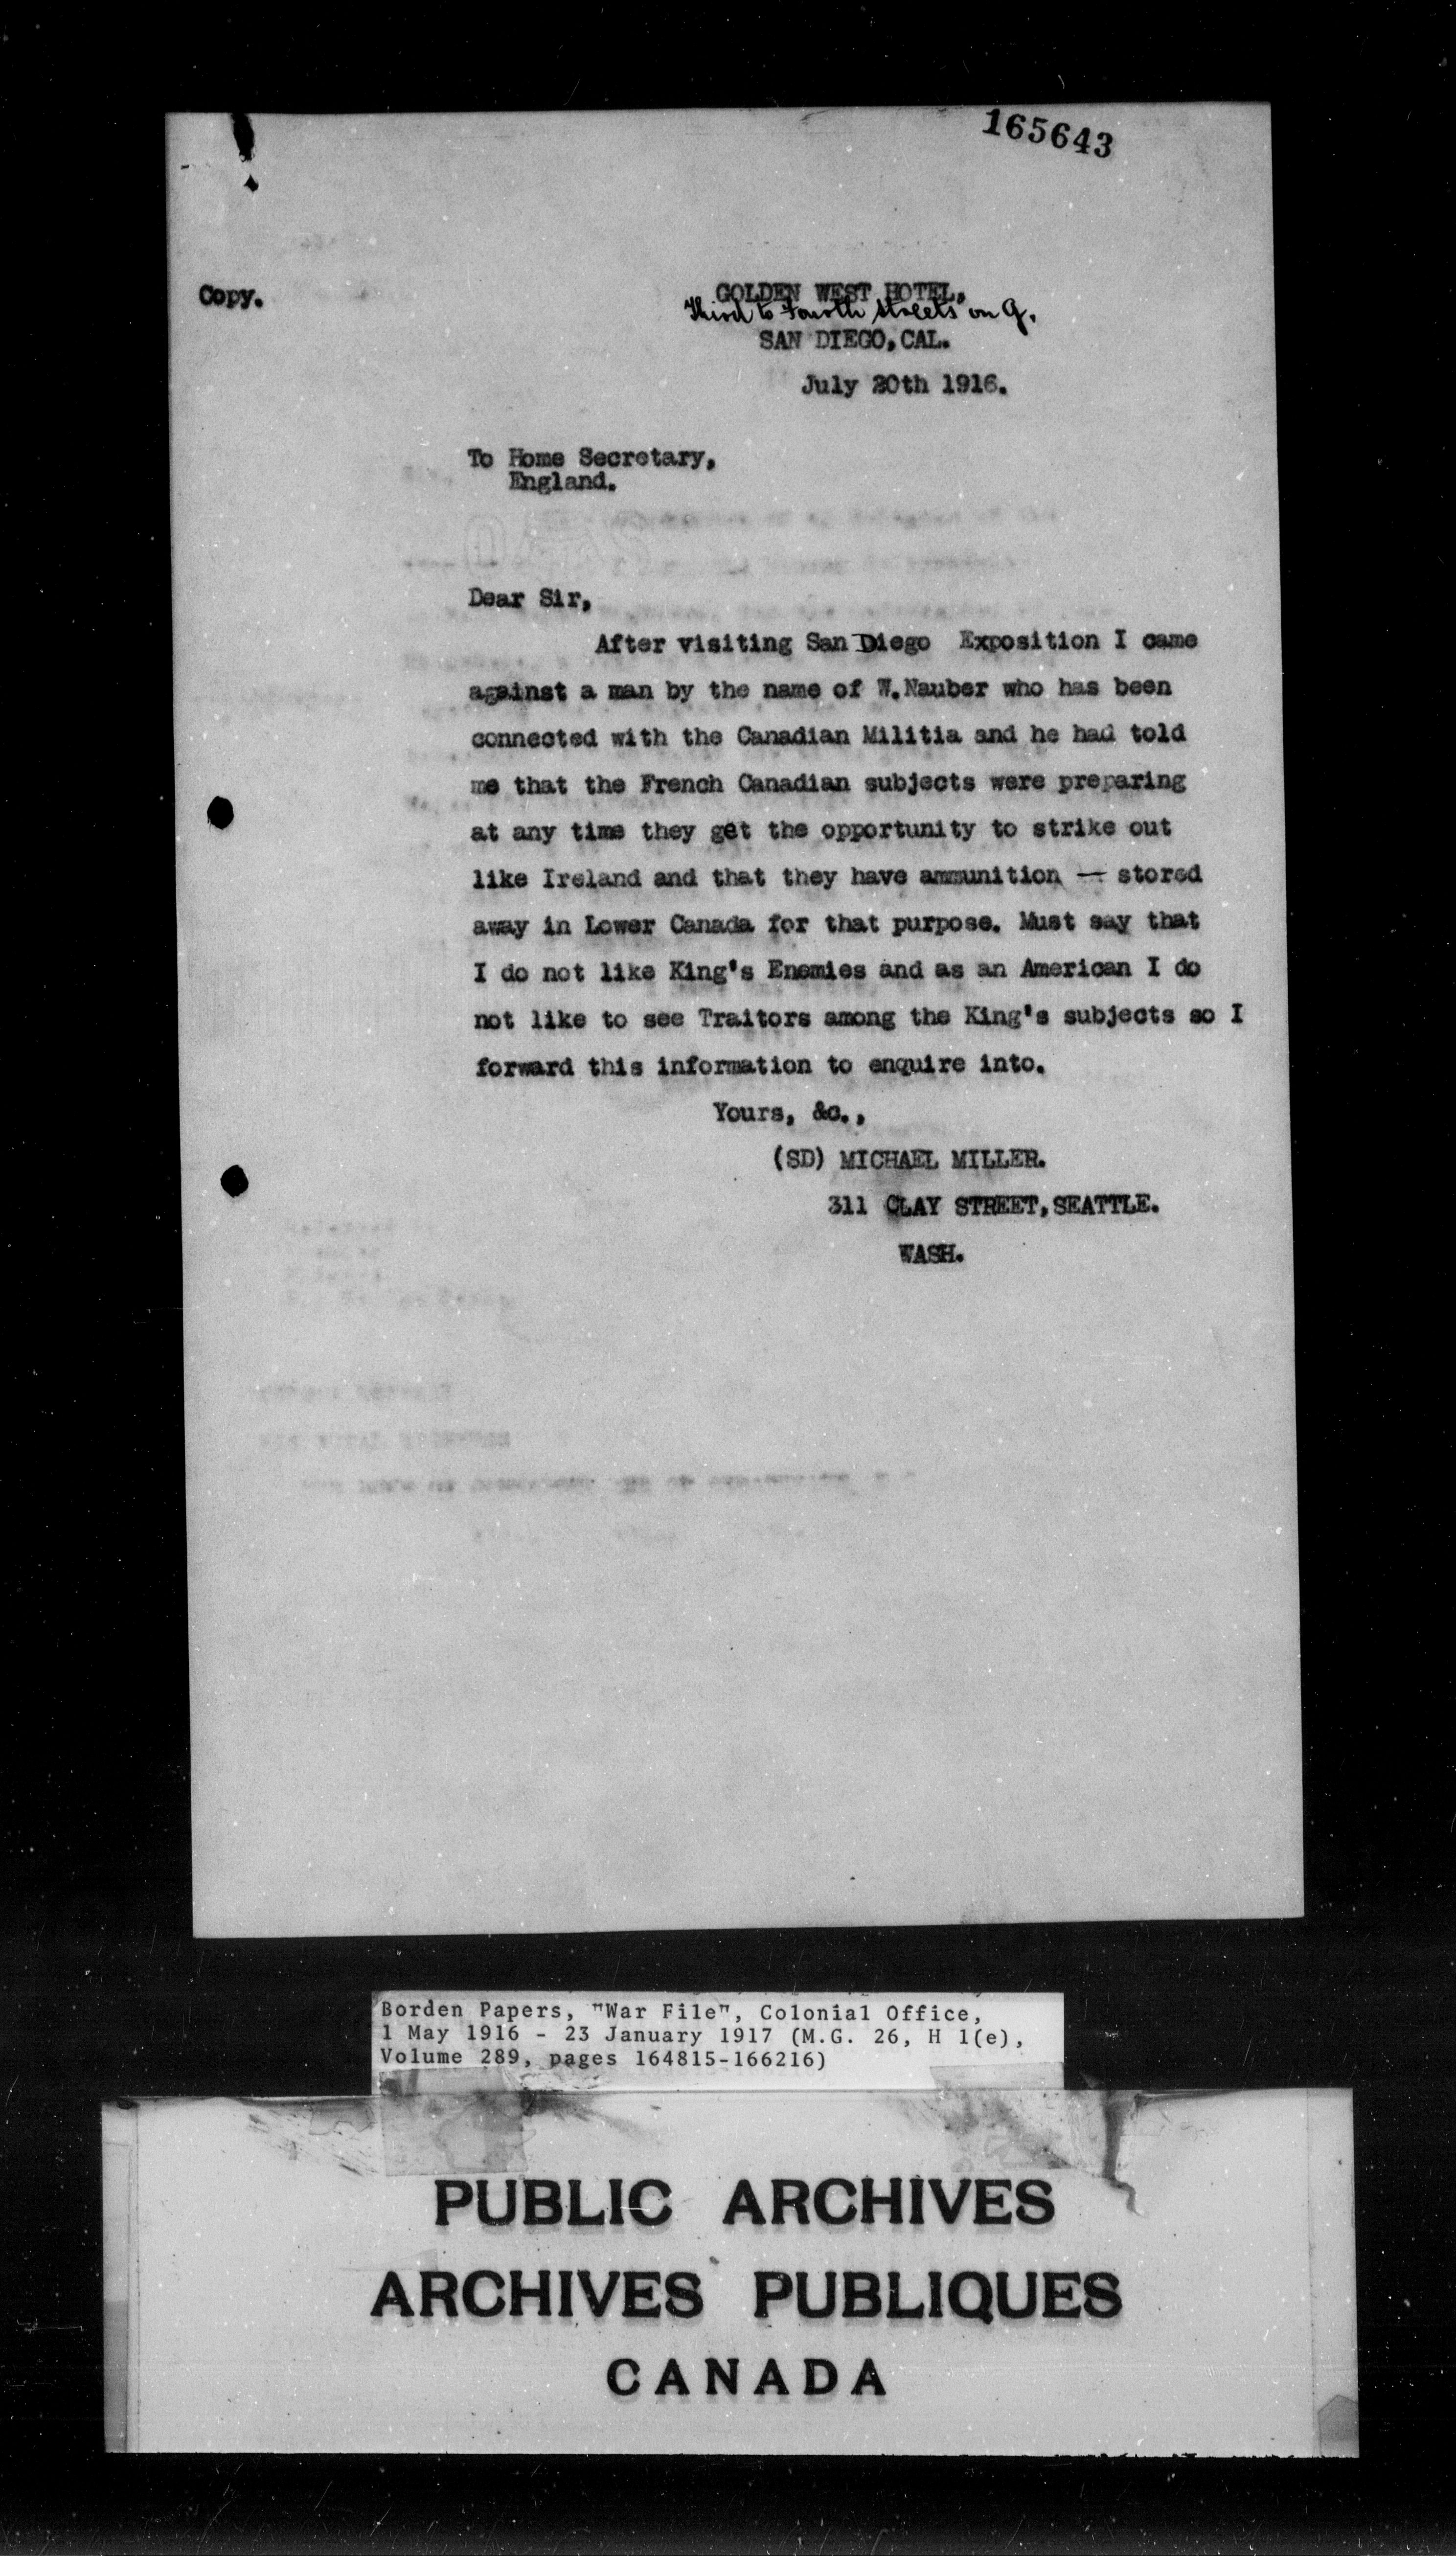 165643
Copy.
GOLDEN WEST HOTEL,
Third to Fourth Streets on G.
SAN DIEGO, CAL.
July 20th 1916.
To Home Secretary,
England.
Dear Sir,
After visiting San Diego Exposition I came
against a man by the name of W. Nauber who has been
connected with the Canadian Militia and he had told
me that the French Canadian subjects were preparing
at any time they get the opportunity to strike out
like Ireland and that they have ammunition — stored
away in Lower Canada for that purpose. Must say that
I do not like King's Enemies and as an American I do
not like to see Traitors among the King's subjects so I
forward this information to enquire into.
Yours, &c.,
(SD) MICHAEL MILLER.
311 CLAY STREET, SEATTLE.
WASH.
Borden Papers, "War File", Colonial Office,
1 May 1916 - 23 January 1917 (M.G. 26, H 1(e),
Volume 289, pages 164815-166216)
PUBLIC ARCHIVES
ARCHIVES PUBLIQUES
CANADA